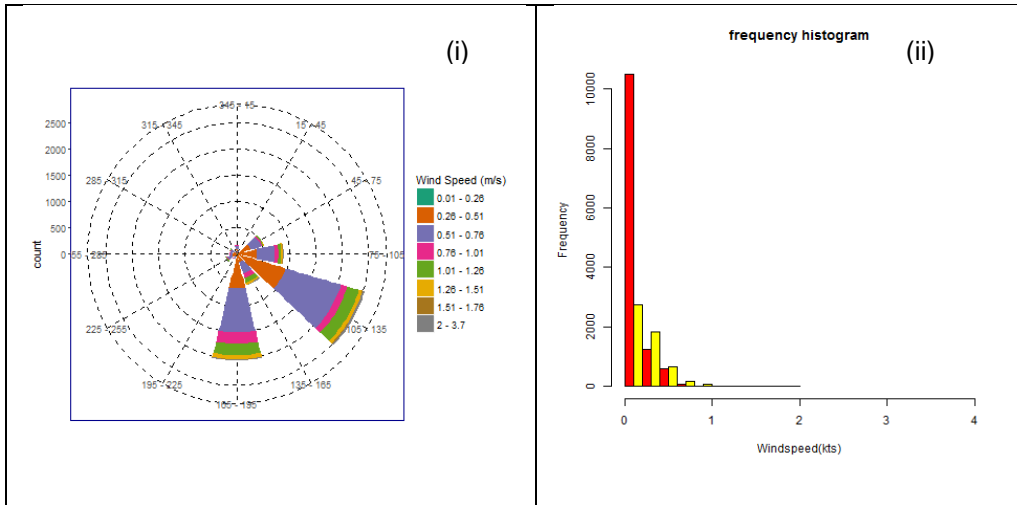 (i)
345 - 15
315 - 345
15 - 45
285 - 315
45 - 75
75 - 105
225 - 255
105 - 135
195 - 225
135 - 165
165 - 195
2500
2000
1500
1000
500
0
count
Wind Speed (m/s)
0.01 - 0.26
0.26 - 0.51
0.51 - 0.76
0.76 - 1.01
1.01 - 1.26
1.26 - 1.51
1.51 - 1.76
2 - 3.7
frequency histogram
(ii)
Frequency
10000
8000
6000
4000
2000
0
0 1 2 3 4
Windspeed(kts)